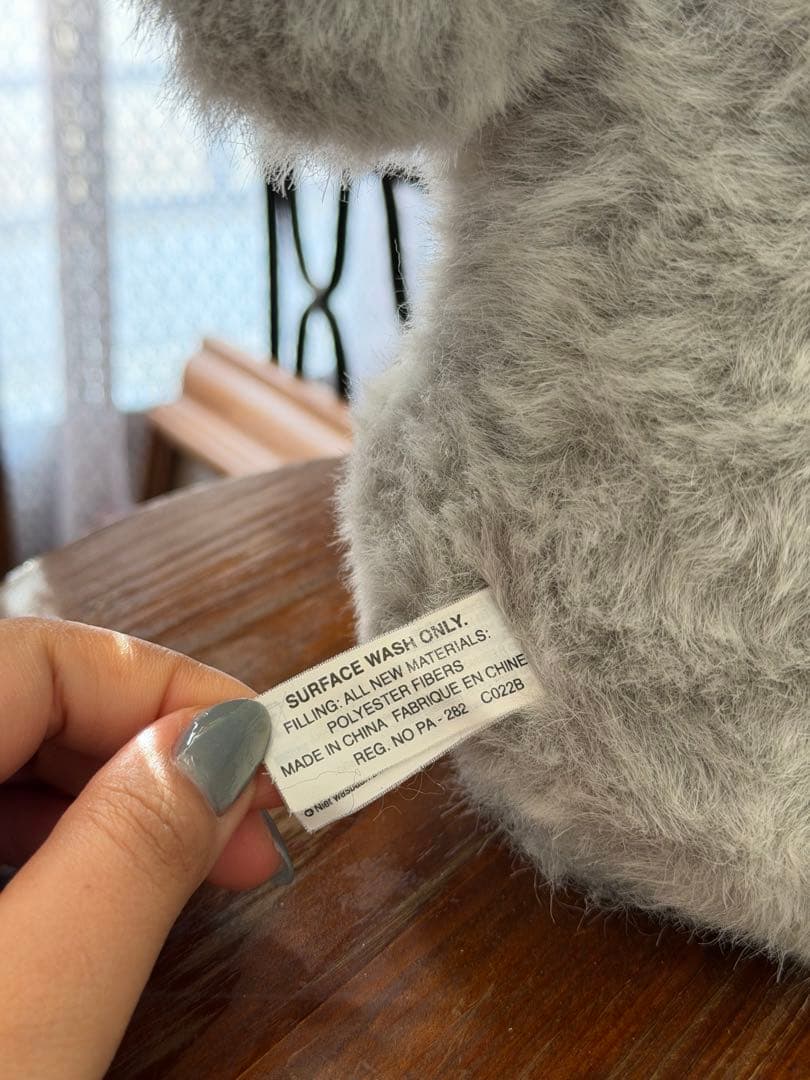 SURFACE WASH ONLY.
FILLING: ALL NEW MATERIALS:
POLYESTER FIBERS
MADE IN CHINA FABRIQUE EN CHINE
REG. NO PA - 282 C022B
Niet